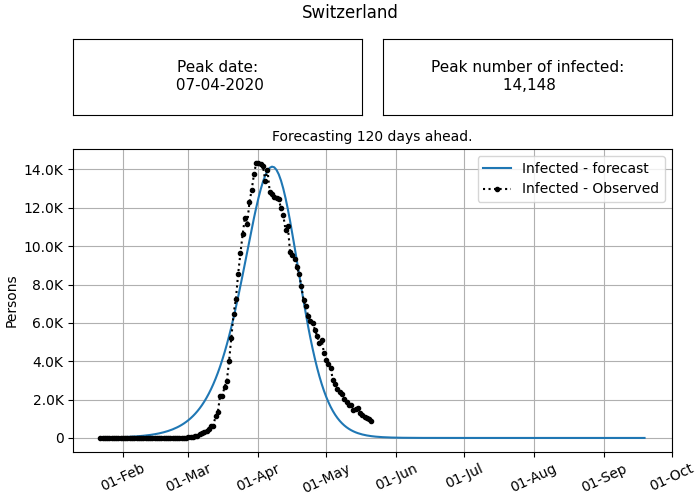 Switzerland
Peak date:
07-04-2020
Peak number of infected:
14,148
Forecasting 120 days ahead.
Infected - forecast
Infected - Observed
Persons
14.0K
12.0K
10.0K
8.0K
6.0K
4.0K
2.0K
0
01-Feb
01-Mar
01-Apr
01-May
01-Jun
01-Jul
01-Aug
01-Sep
01-Oct